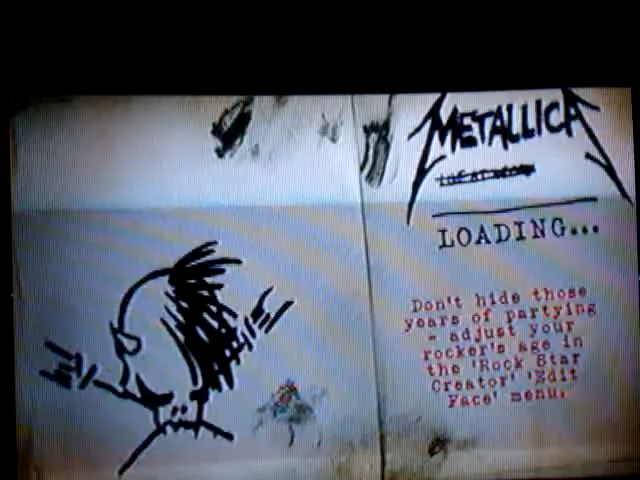 METALLICA
LOADING...
Don't hide those
years of partying
- adjust your
rocker's age in
the 'Rock Star
Creator' 'Edit
Face' menu.